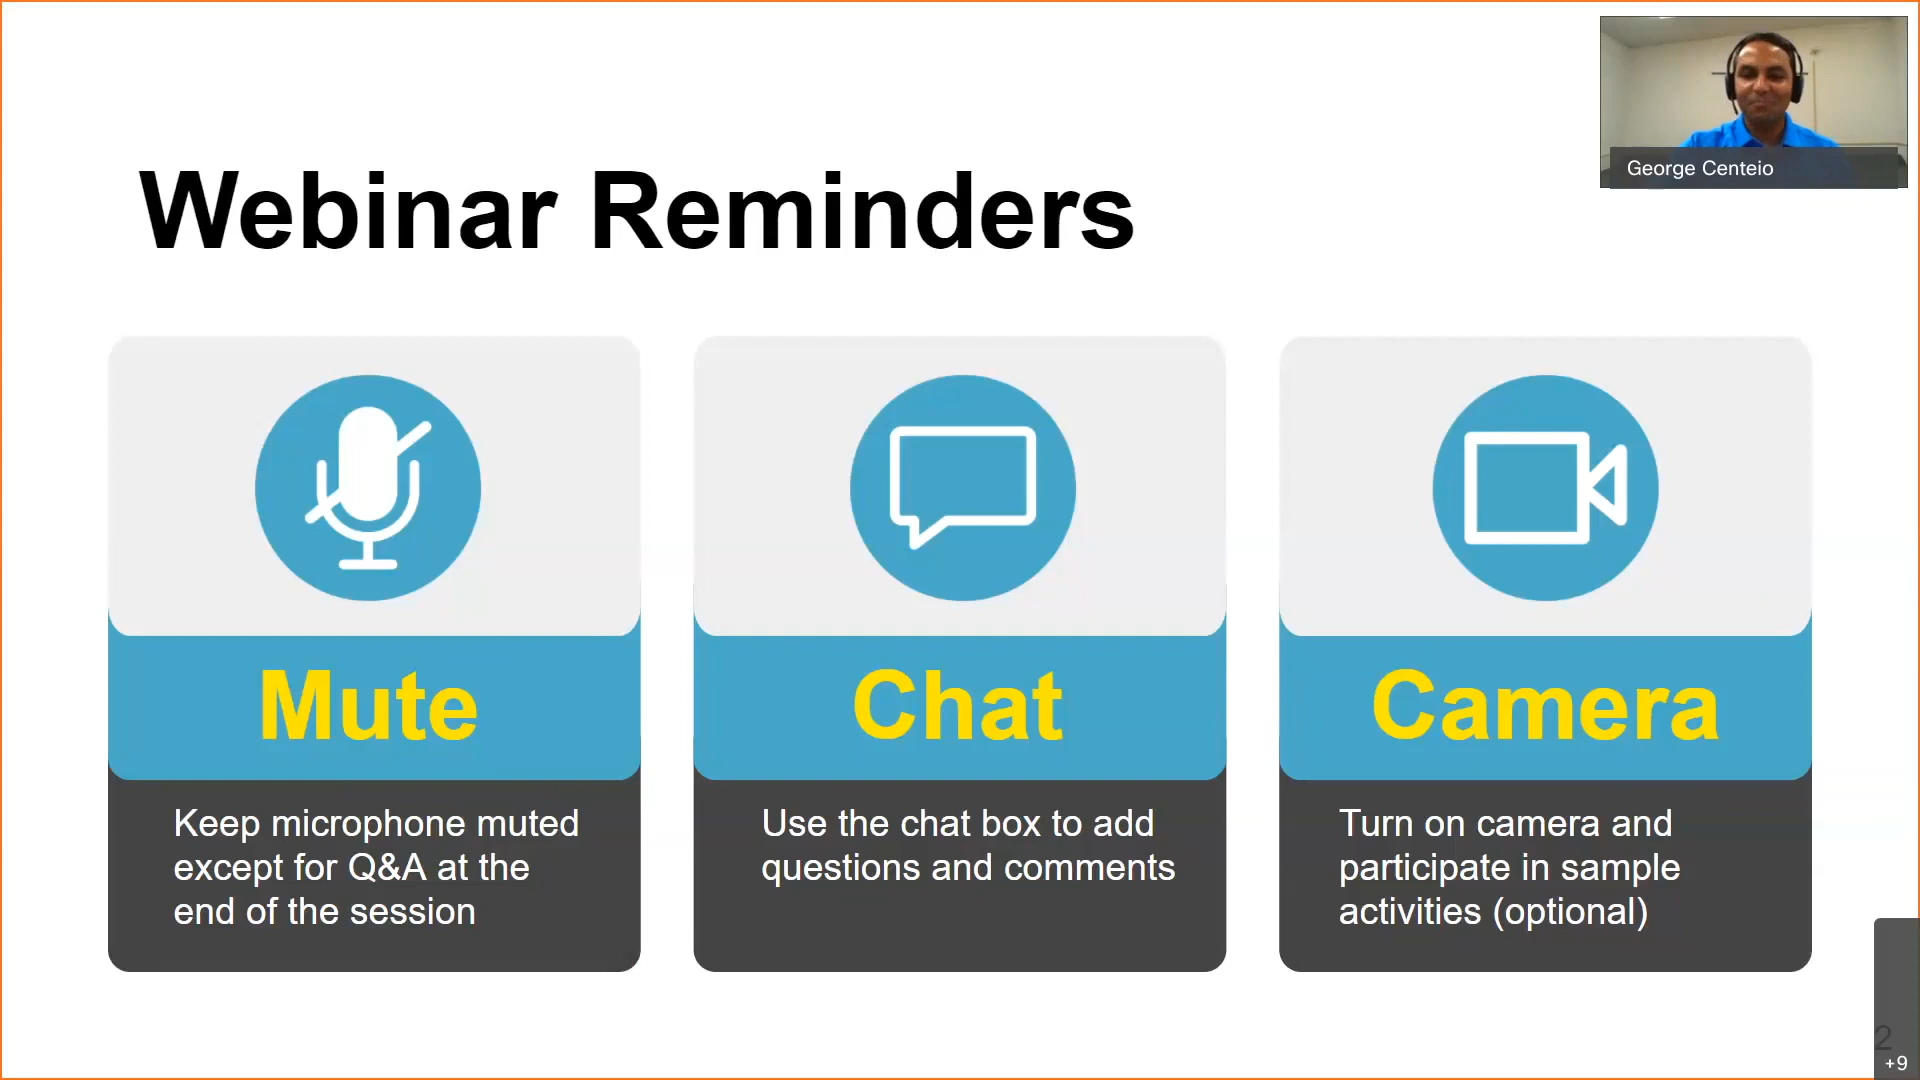 George Centeio
Webinar Reminders
Mute
Keep microphone muted
except for Q&A at the
end of the session
Chat
Use the chat box to add
questions and comments
Camera
Turn on camera and
participate in sample
activities (optional)
2
+9